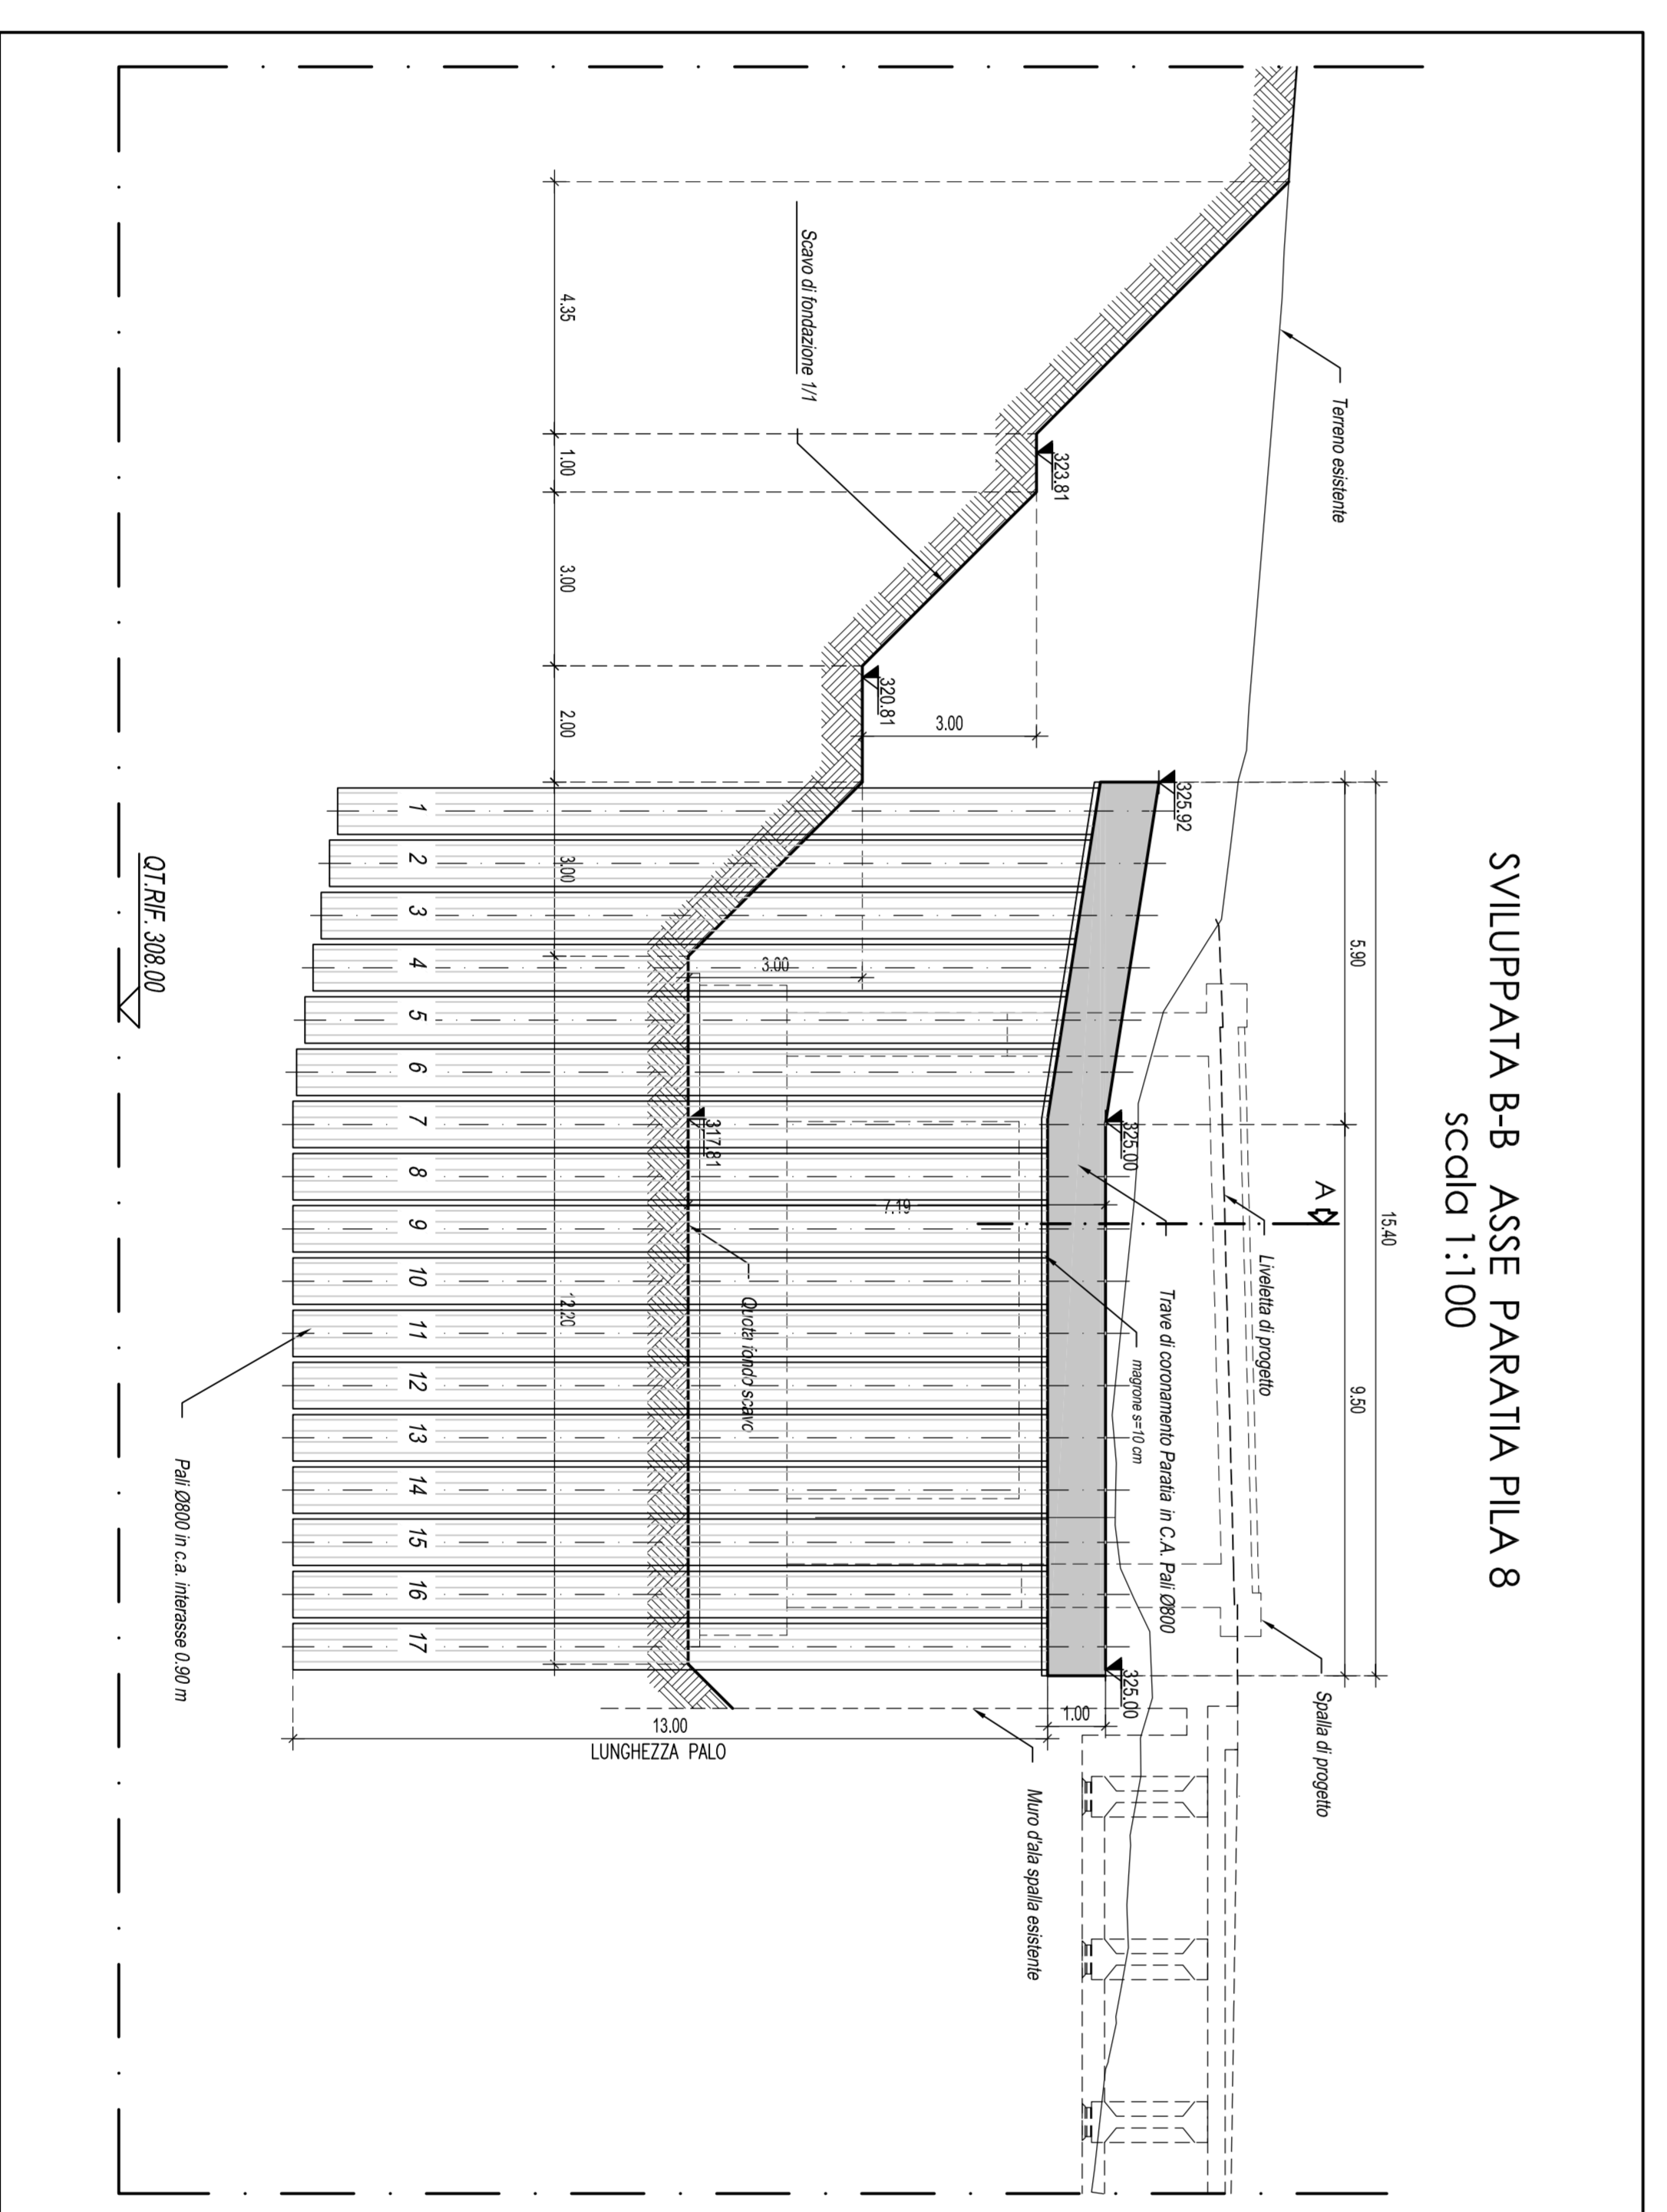 SVILUPPATA B-B ASSE PARATIA PILA 8
scala 1:100
15.40
5.90
9.50
A
Terreno esistente
Livelletta di progetto
Spalla di progetto
325.92
325.00
325.00
Trave di coronamento Paratia in C.A. Pali Ø800
magrone s=10 cm
1.00
Muro d'ala spalla esistente
323.81
3.00
320.81
3.00
7.19
Scavo di fondazione 1/1
317.81
Quota fondo scavo
4.35
1.00
3.00
2.00
3.00
12.20
13.00
LUNGHEZZA PALO
1
2
3
4
5
6
7
8
9
10
11
12
13
14
15
16
17
Pali Ø800 in c.a. interasse 0.90 m
QT.RIF. 308.00